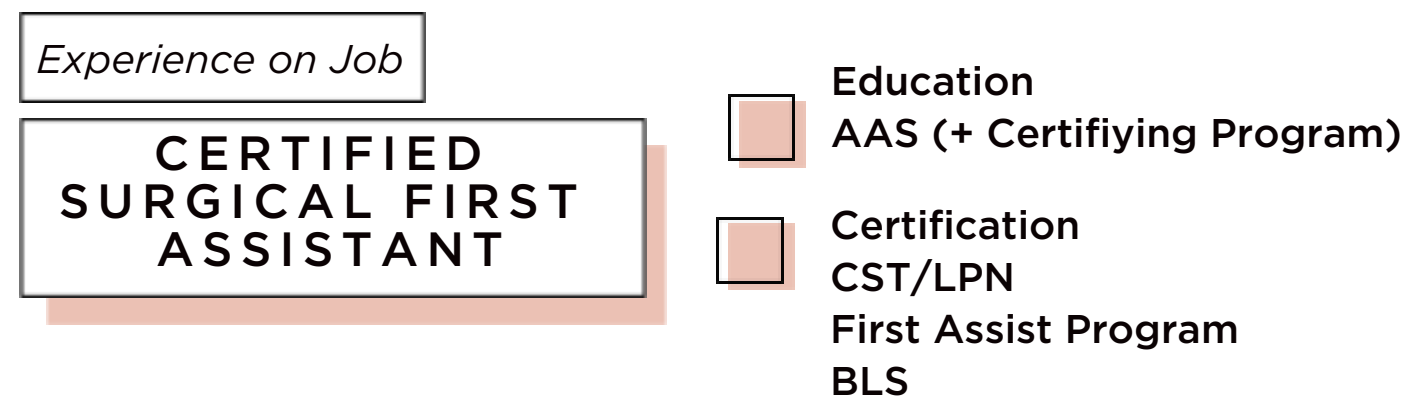 Experience on Job
CERTIFIED
SURGICAL FIRST
ASSISTANT
Education
AAS (+ Certifiying Program)
Certification
CST/LPN
First Assist Program
BLS